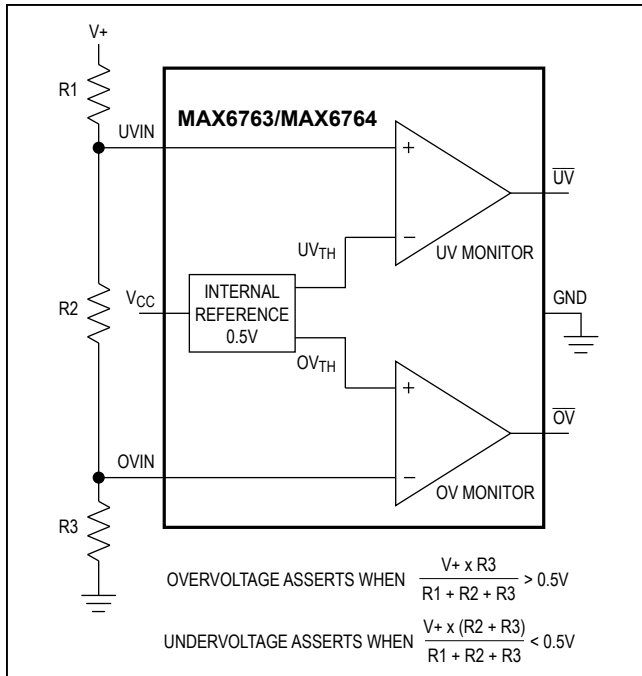 V+
R1
UVIN
MAX6763/MAX6764
+
−
U̅V̅
UV MONITOR
UVTH
R2
VCC
INTERNAL
REFERENCE
0.5V
GND
OVTH
+
−
O̅V̅
OV MONITOR
OVIN
R3
OVERVOLTAGE ASSERTS WHEN V+ x R3 / R1 + R2 + R3 > 0.5V
UNDERVOLTAGE ASSERTS WHEN V+ x (R2 + R3) / R1 + R2 + R3 < 0.5V